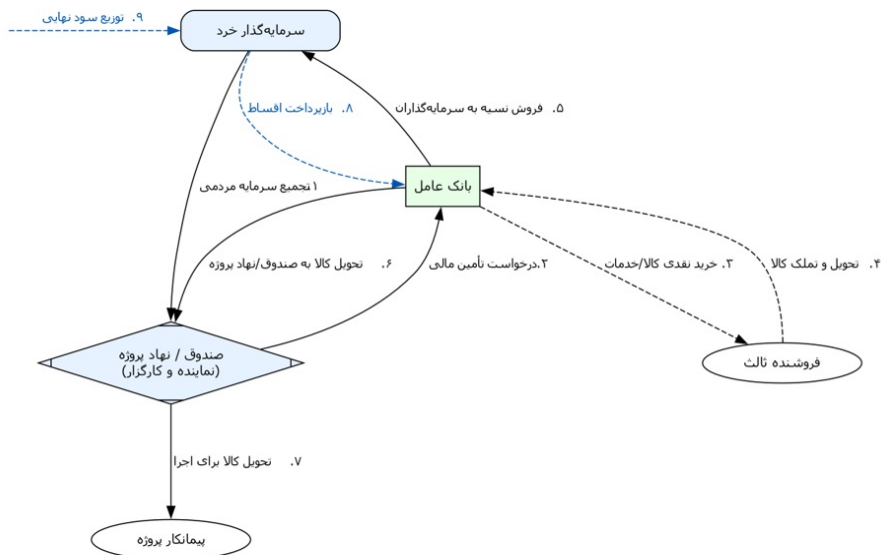 ۹. توزیع سود نهایی
سرمایه‌گذار خرد
۸. بازپرداخت اقساط
۵. فروش نسیه به سرمایه‌گذاران
بانک عامل
۱تجمیع سرمایه مردمی
۶. تحویل کالا به صندوق/نهاد پروژه
۲.درخواست تأمین مالی
۳. خرید نقدی کالا/خدمات
۴. تحویل و تملک کالا
صندوق / نهاد پروژه
(نماینده و کارگزار)
فروشنده ثالث
۷. تحویل کالا برای اجرا
پیمانکار پروژه